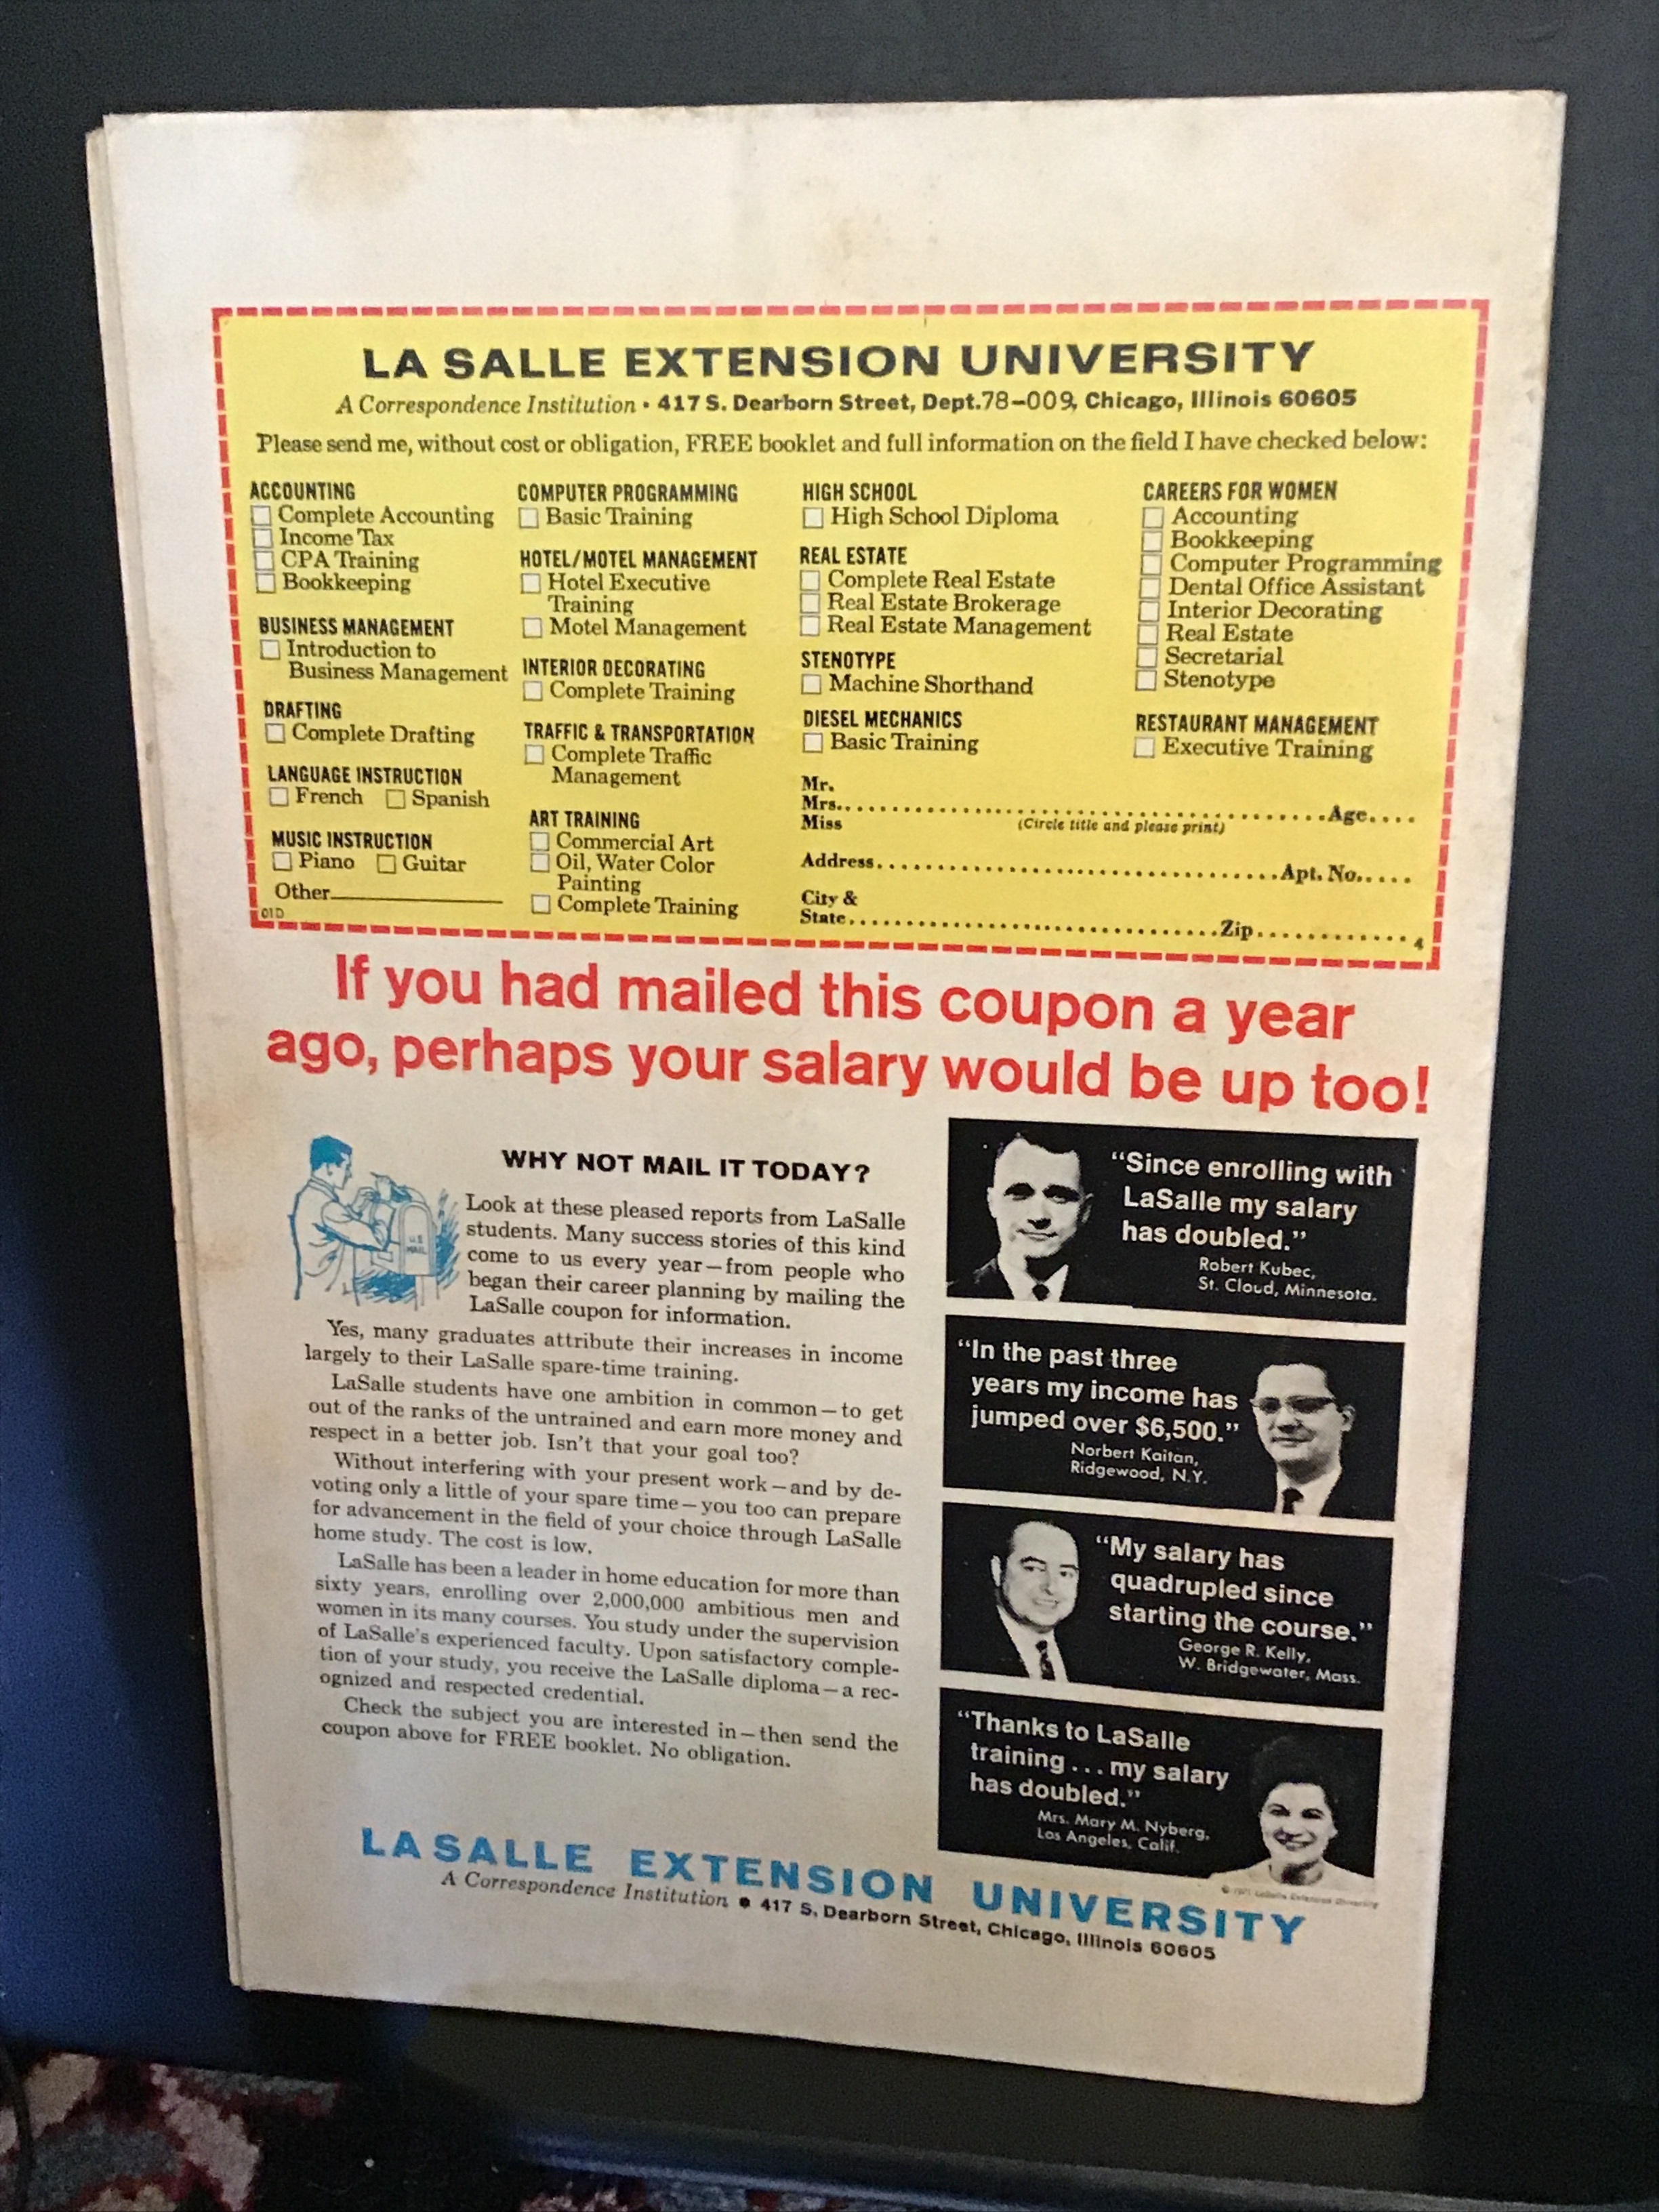 LA SALLE EXTENSION UNIVERSITY
A Correspondence Institution • 417 S. Dearborn Street, Dept. 78-009, Chicago, Illinois 60605
Please send me, without cost or obligation, FREE booklet and full information on the field I have checked below:
ACCOUNTING
Complete Accounting
Income Tax
CPA Training
Bookkeeping
BUSINESS MANAGEMENT
Introduction to
Business Management
DRAFTING
Complete Drafting
LANGUAGE INSTRUCTION
French Spanish
MUSIC INSTRUCTION
Piano Guitar
Other
01D
COMPUTER PROGRAMMING
Basic Training
HOTEL/MOTEL MANAGEMENT
Hotel Executive
Training
Motel Management
INTERIOR DECORATING
Complete Training
TRAFFIC & TRANSPORTATION
Complete Traffic
Management
ART TRAINING
Commercial Art
Oil, Water Color
Painting
Complete Training
HIGH SCHOOL
High School Diploma
REAL ESTATE
Complete Real Estate
Real Estate Brokerage
Real Estate Management
STENOTYPE
Machine Shorthand
DIESEL MECHANICS
Basic Training
CAREERS FOR WOMEN
Accounting
Bookkeeping
Computer Programming
Dental Office Assistant
Interior Decorating
Real Estate
Secretarial
Stenotype
RESTAURANT MANAGEMENT
Executive Training
Mr.
Mrs. Age
Miss (Circle title and please print)
Address Apt. No.
City &
State Zip
4
If you had mailed this coupon a year
ago, perhaps your salary would be up too!
U.S.
MAIL
WHY NOT MAIL IT TODAY?
Look at these pleased reports from LaSalle
students. Many success stories of this kind
come to us every year—from people who
began their career planning by mailing the
LaSalle coupon for information.
Yes, many graduates attribute their increases in income
largely to their LaSalle spare-time training.
LaSalle students have one ambition in common—to get
out of the ranks of the untrained and earn more money and
respect in a better job. Isn't that your goal too?
Without interfering with your present work—and by de-
voting only a little of your spare time—you too can prepare
for advancement in the field of your choice through LaSalle
home study. The cost is low.
LaSalle has been a leader in home education for more than
sixty years, enrolling over 2,000,000 ambitious men and
women in its many courses. You study under the supervision
of LaSalle's experienced faculty. Upon satisfactory comple-
tion of your study, you receive the LaSalle diploma—a rec-
ognized and respected credential.
Check the subject you are interested in—then send the
coupon above for FREE booklet. No obligation.
"Since enrolling with
LaSalle my salary
has doubled."
Robert Kubec,
St. Cloud, Minnesota.
"In the past three
years my income has
jumped over $6,500."
Norbert Kaitan,
Ridgewood, N.Y.
"My salary has
quadrupled since
starting the course."
George R. Kelly,
W. Bridgewater, Mass.
"Thanks to LaSalle
training . . . my salary
has doubled."
Mrs. Mary M. Nyberg,
Los Angeles, Calif.
LaSalle Extension University
LASALLE EXTENSION UNIVERSITY
A Correspondence Institution • 417 S. Dearborn Street, Chicago, Illinois 60605